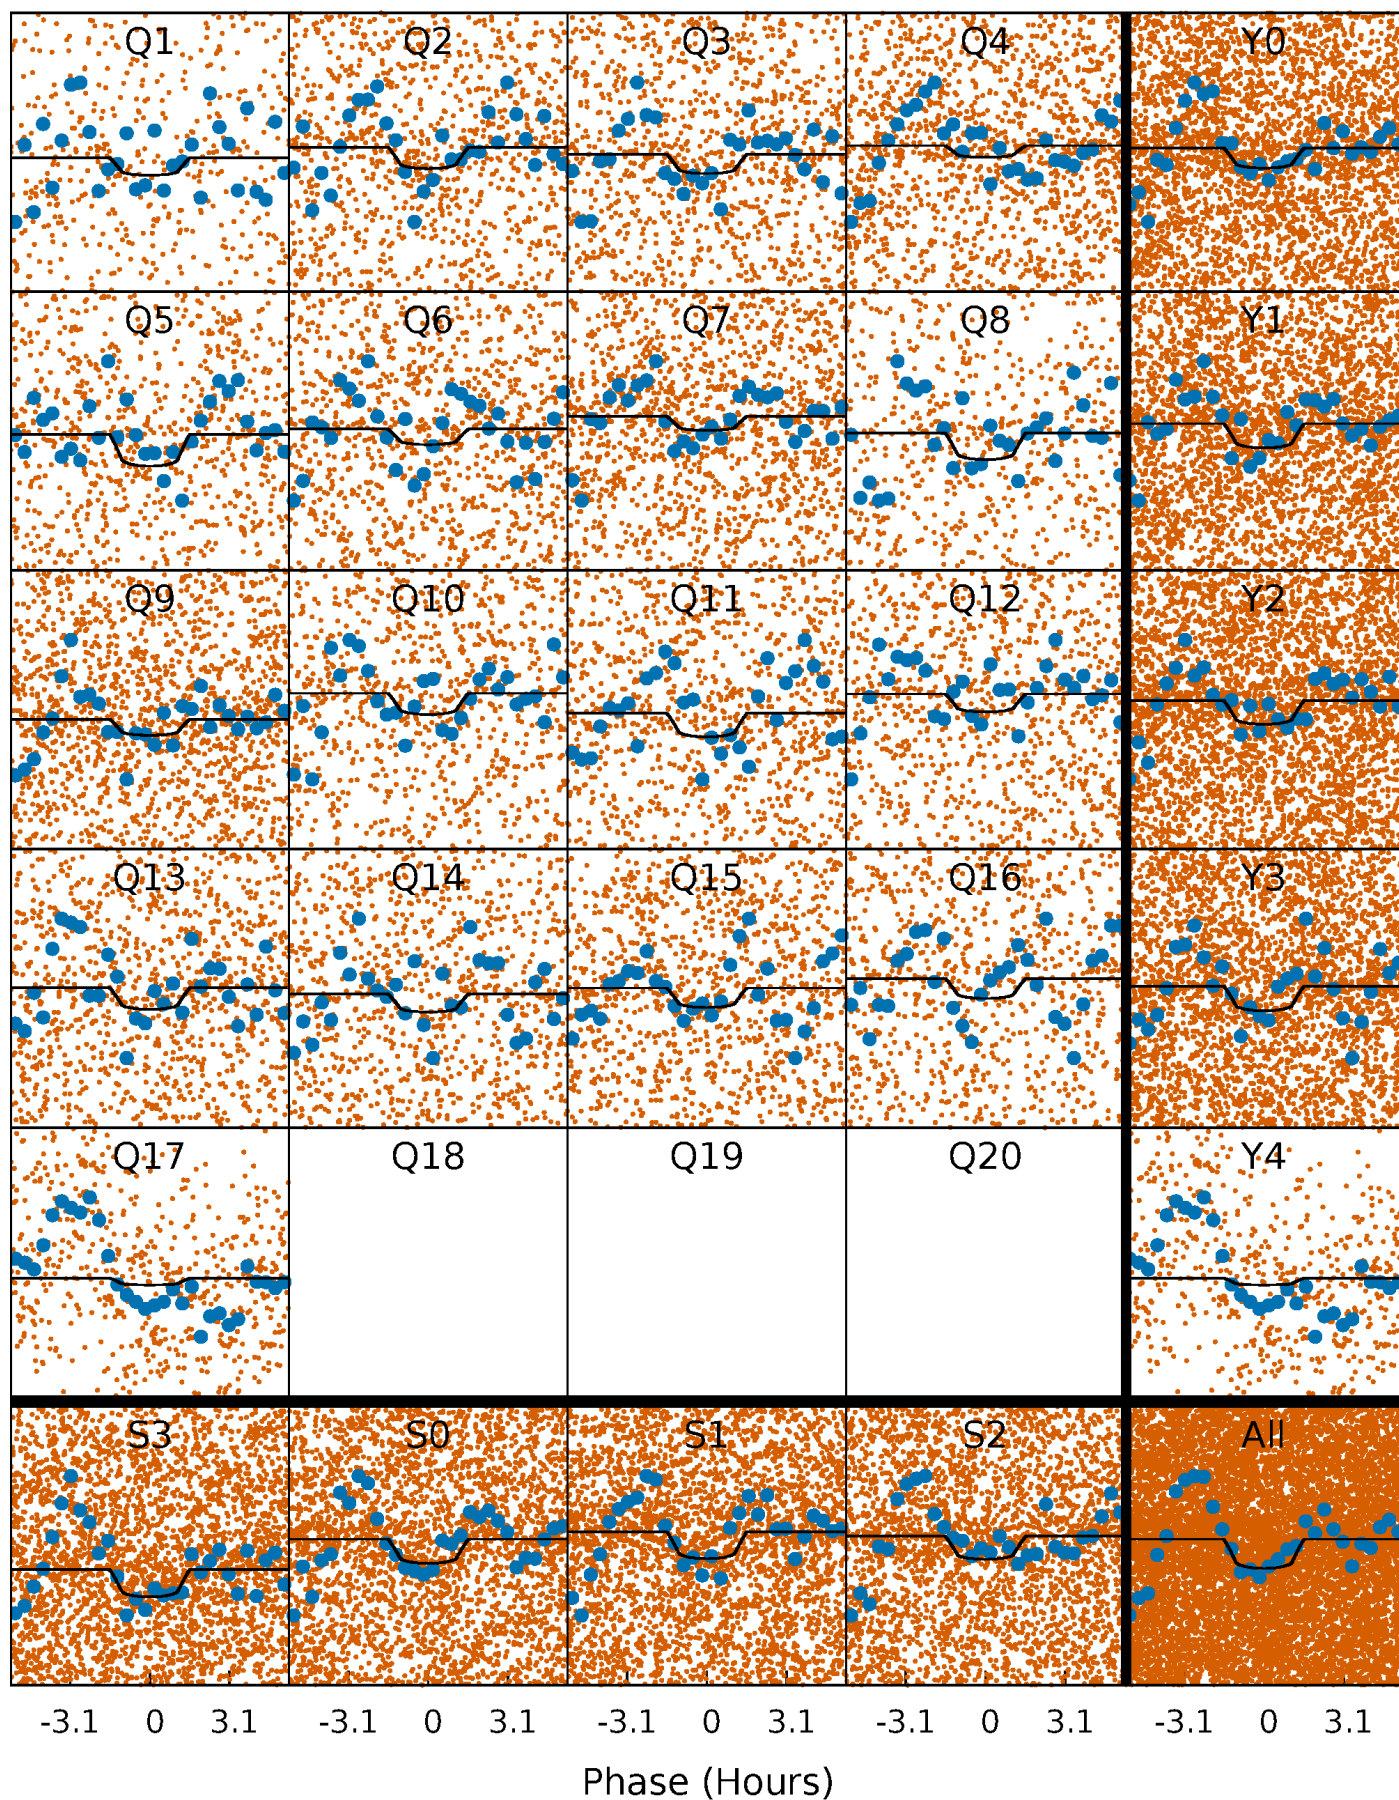 Q1 Q2 Q3 Q4 Y0
Q5 Q6 Q7 Q8 Y1
Q9 Q10 Q11 Q12 Y2
Q13 Q14 Q15 Q16 Y3
Q17 Q18 Q19 Q20 Y4
S3 S0 S1 S2 All
-3.1 0 3.1 -3.1 0 3.1 -3.1 0 3.1 -3.1 0 3.1 -3.1 0 3.1
Phase (Hours)